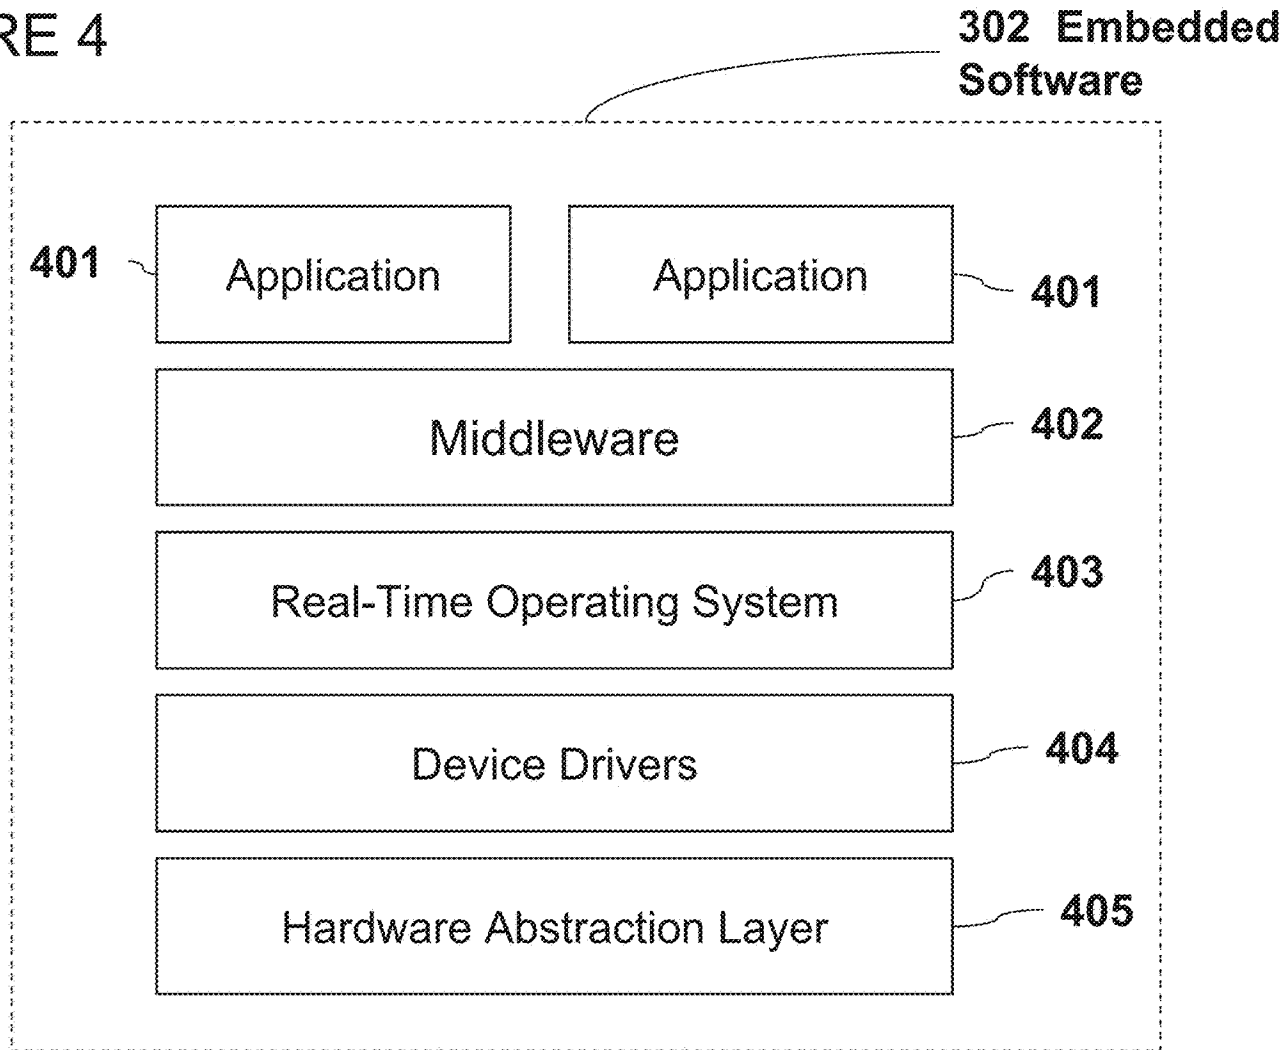 RE 4
302 Embedded
Software
401
Application
Application
401
Middleware
402
Real-Time Operating System
403
Device Drivers
404
Hardware Abstraction Layer
405